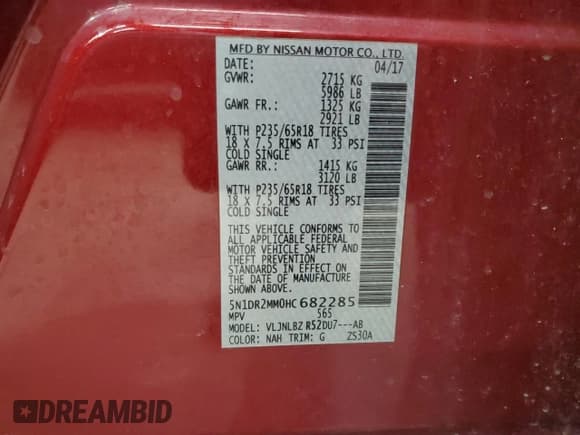 MFD BY NISSAN MOTOR CO., LTD.
DATE: 04/17
GVWR: 2715 KG
5986 LB
GAWR FR.: 1325 KG
2921 LB
WITH P235/65R18 TIRES
18 X 7.5 RIMS AT 33 PSI
COLD SINGLE
GAWR RR.: 1415 KG
3120 LB
WITH P235/65R18 TIRES
18 X 7.5 RIMS AT 33 PSI
COLD SINGLE
THIS VEHICLE CONFORMS TO
ALL APPLICABLE FEDERAL
MOTOR VEHICLE SAFETY AND
THEFT PREVENTION
STANDARDS IN EFFECT ON
THE DATE OF MANUFACTURE
SHOWN ABOVE.
5N1DR2MM0HC682285
MPV 565
MODEL: VLJNLBZ R52DU7---AB
COLOR: NAH TRIM: G ZS30A
DREAMBID